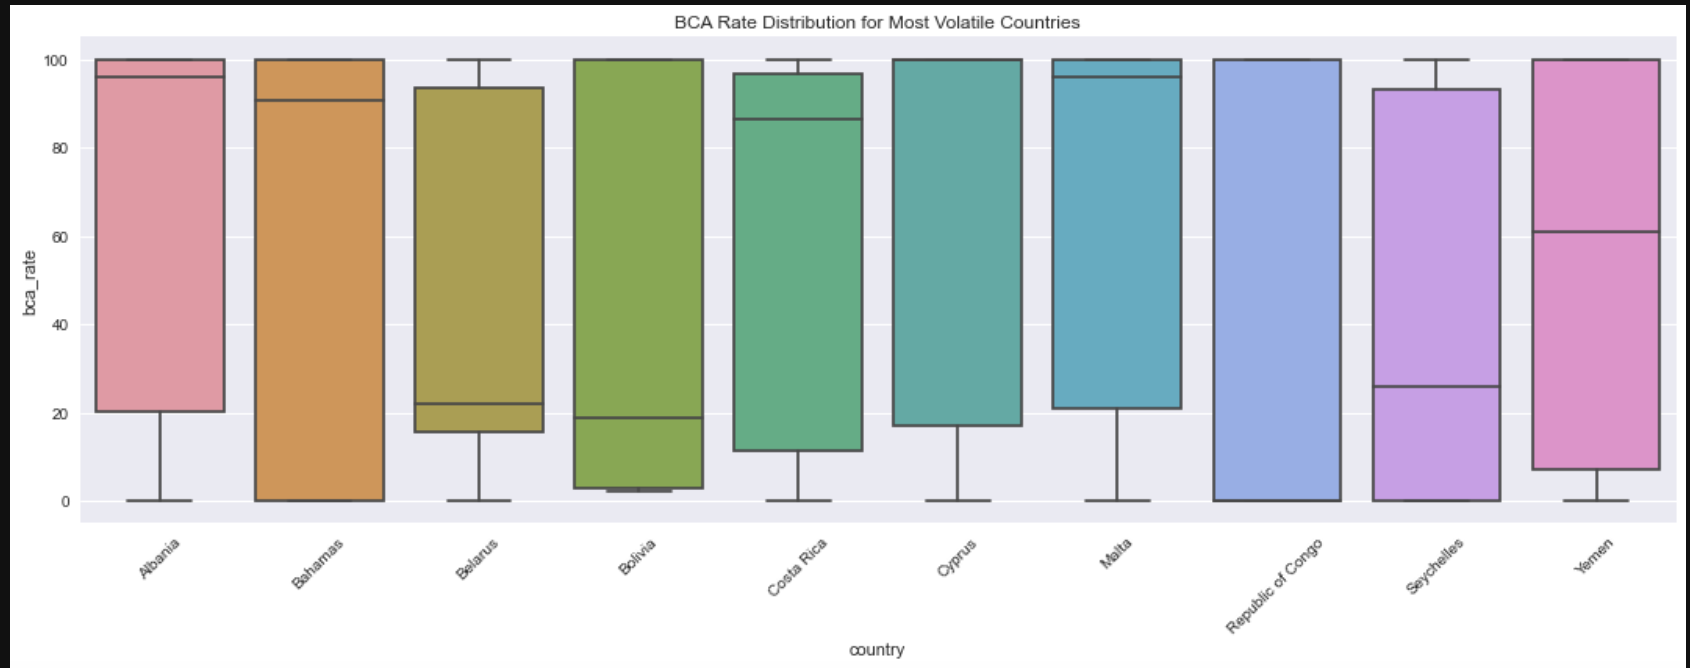 BCA Rate Distribution for Most Volatile Countries
100
80
60
40
20
0
bca_rate
Albania
Bahamas
Belarus
Bolivia
Costa Rica
Cyprus
Malta
Republic of Congo
Seychelles
Yemen
country